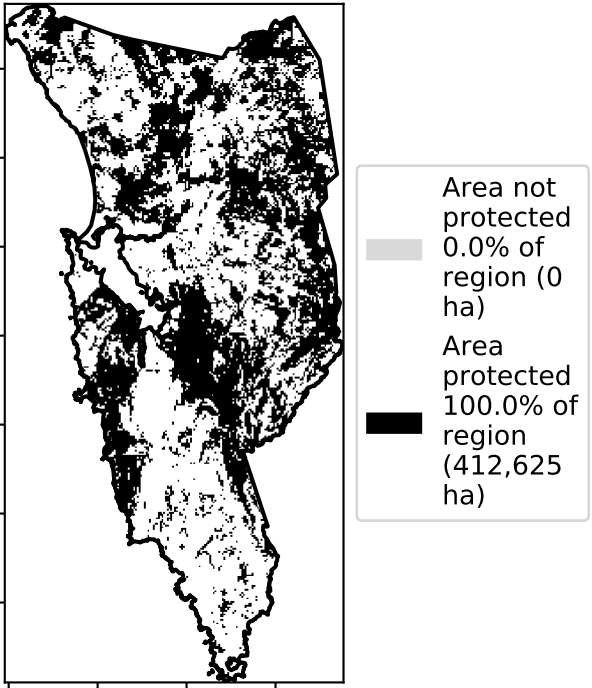 Area not
protected
0.0% of
region (0
ha)
Area
protected
100.0% of
region
(412,625
ha)